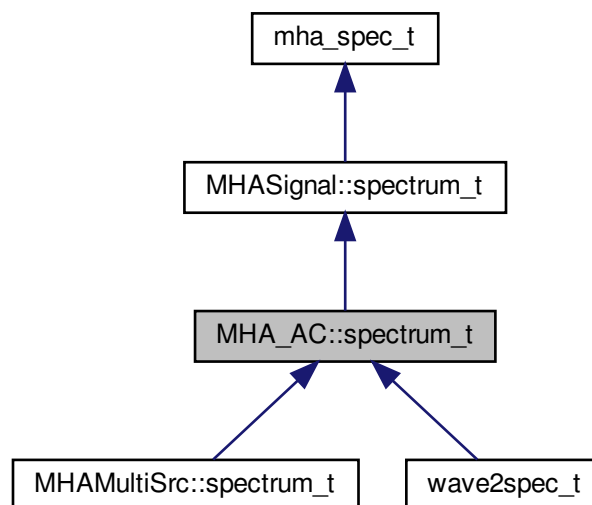 mha_spec_t
MHASignal::spectrum_t
MHA_AC::spectrum_t
MHAMultiSrc::spectrum_t
wave2spec_t